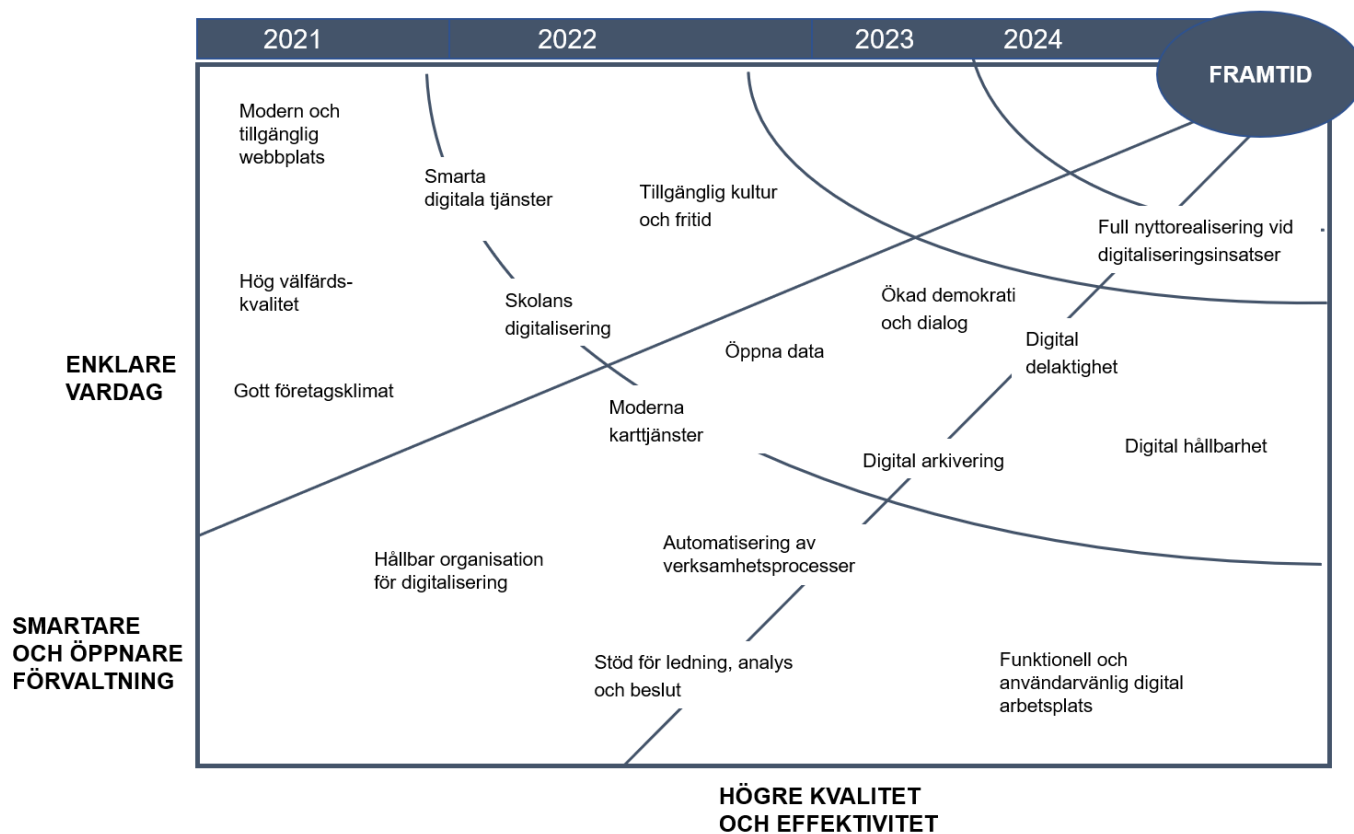 2021
2022
2023
2024
FRAMTID
Modern och
tillgänglig
webbplats
Smarta
digitala tjänster
Tillgänglig kultur
och fritid
Full nyttorealisering vid
digitaliseringsinsatser
Hög välfärds-
kvalitet
Skolans
digitalisering
Ökad demokrati
och dialog
Öppna data
Digital
delaktighet
ENKLARE
VARDAG
Gott företagsklimat
Moderna
karttjänster
Digital arkivering
Digital hållbarhet
Hållbar organisation
för digitalisering
Automatisering av
verksamhetsprocesser
SMARTARE
OCH ÖPPNARE
FÖRVALTNING
Stöd för ledning, analys
och beslut
Funktionell och
användarvänlig digital
arbetsplats
HÖGRE KVALITET
OCH EFFEKTIVITET